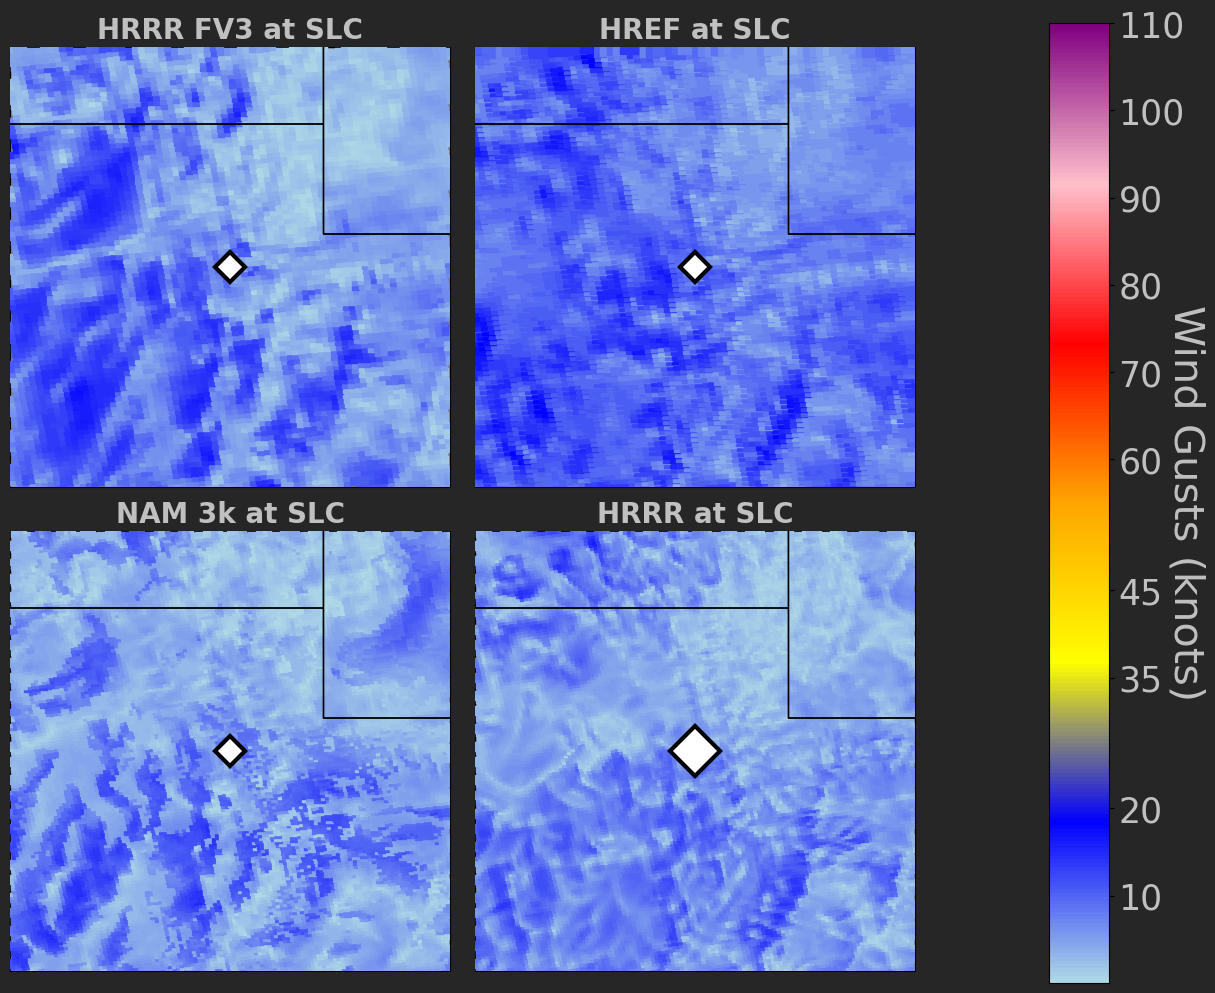 HRRR FV3 at SLC
HREF at SLC
NAM 3k at SLC
HRRR at SLC
110
100
90
80
70
60
45
35
20
10
Wind Gusts (knots)